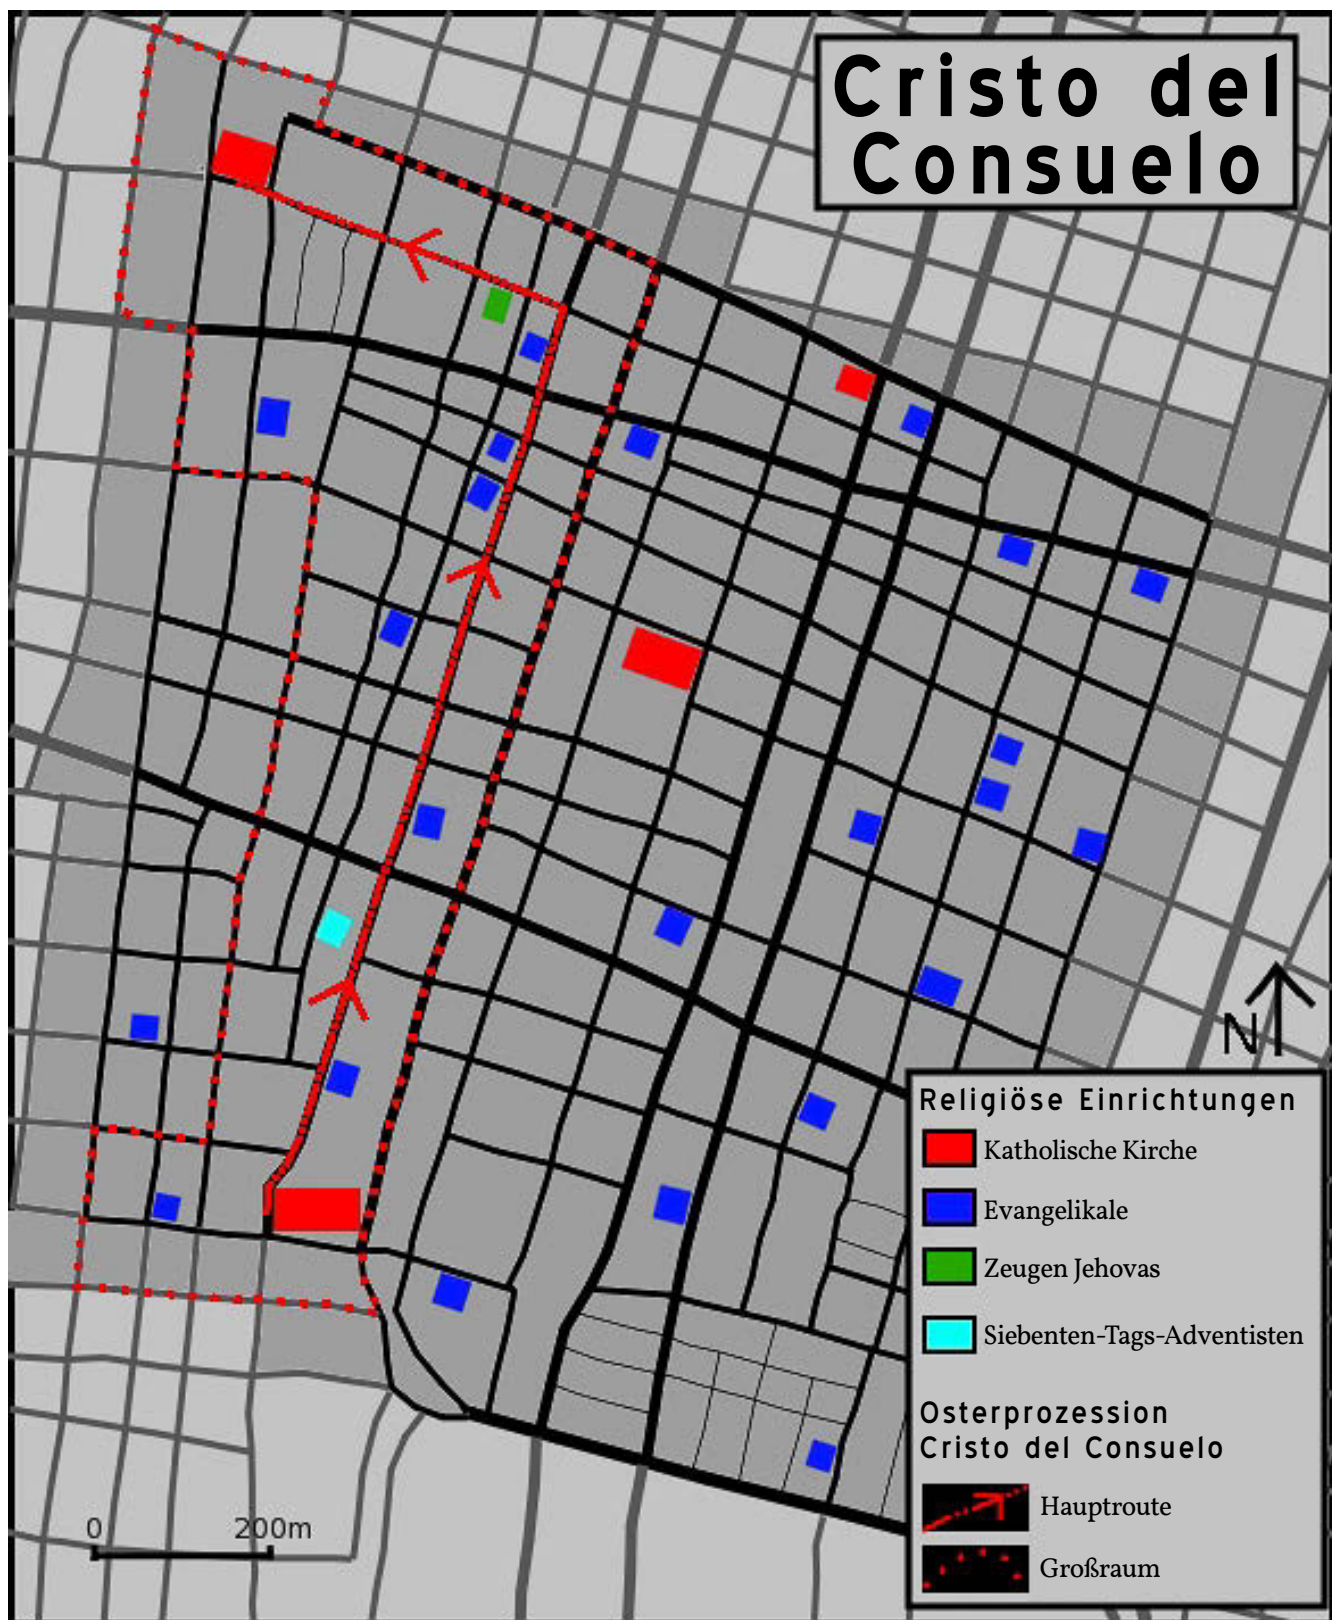 Cristo del
Consuelo
N
Religiöse Einrichtungen
Katholische Kirche
Evangelikale
Zeugen Jehovas
Siebenten-Tags-Adventisten
Osterprozession
Cristo del Consuelo
Hauptroute
Großraum
0 200m